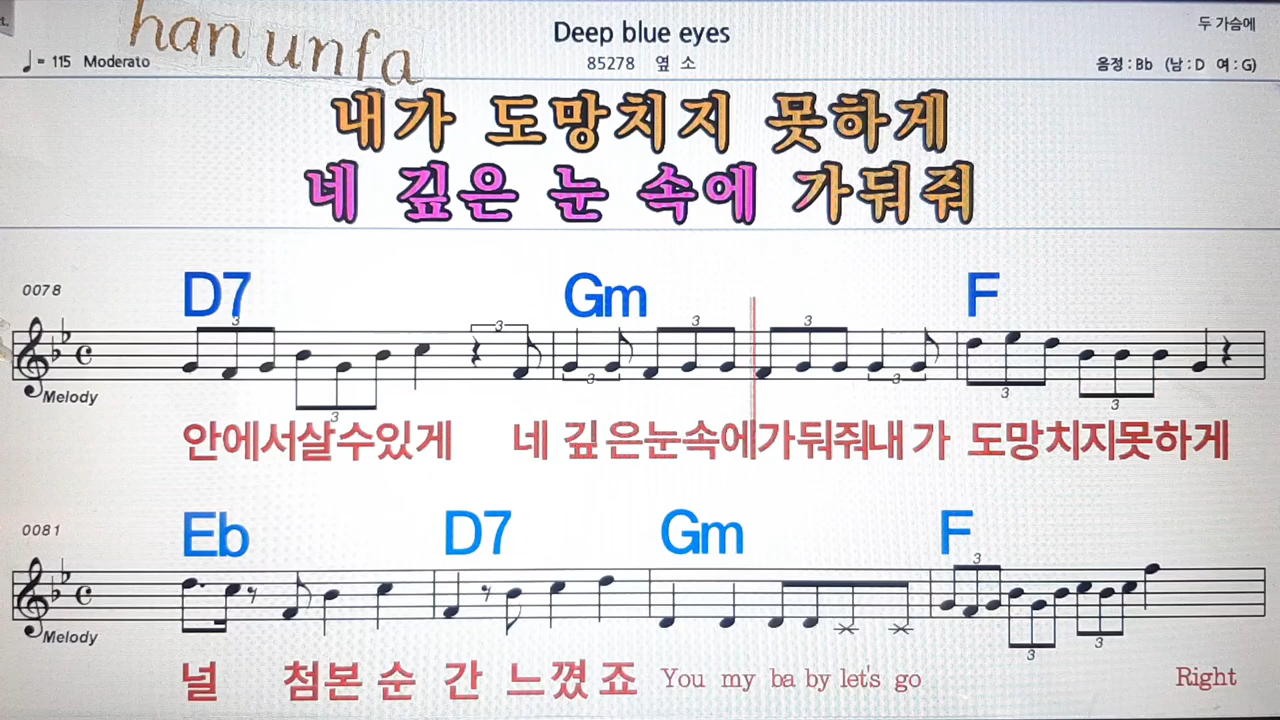 han unfa
Deep blue eyes
두 가슴에
♩= 115 Moderato
85278 옆 소
음정 : Bb (남 : D 여 : G)
내가 도망치지 못하게
네 깊은 눈 속에 가둬줘
0078
D7 Gm F
3 3 3 3
3 3 3 3 3
Melody
안에서살수있게 네 깊은눈속에가둬줘내 가 도망치지못하게
0081
Eb D7 Gm F
3
3 3
Melody
널 첨본 순 간 느꼈 죠 You my ba by let's go Right